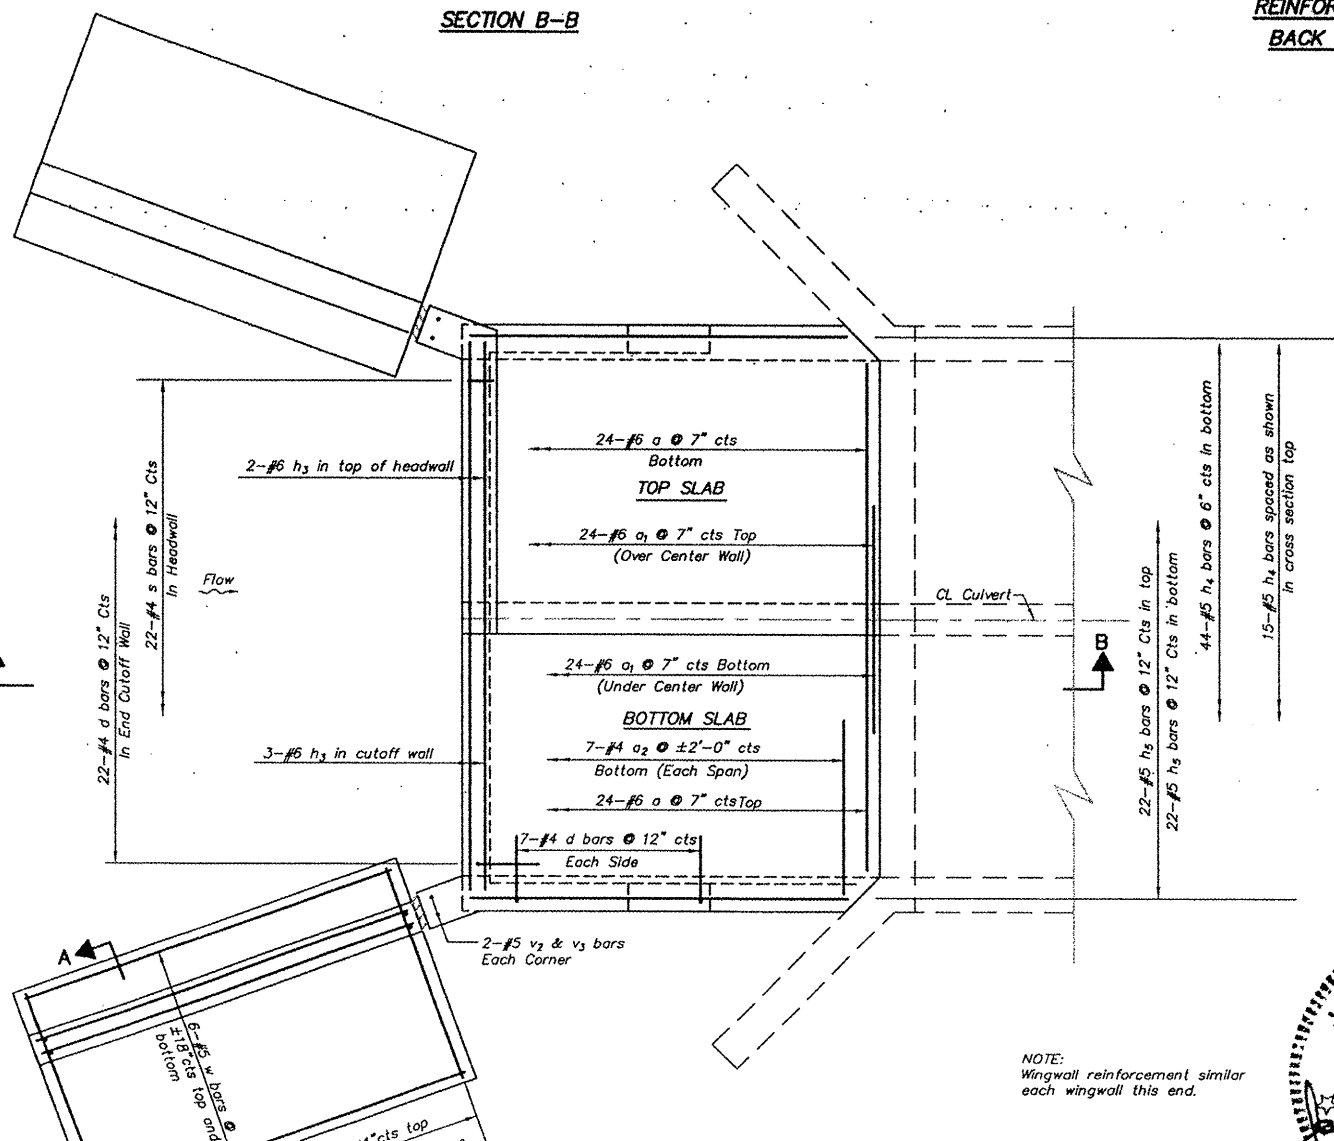 SECTION B-B
REINFOR
BACK
24-#6 a @ 7" cts
Bottom
TOP SLAB
2-#6 h3 in top of headwall
24-#6 a1 @ 7" cts Top
(Over Center Wall)
Flow
CL Culvert
22-#4 s bars @ 12" Cts
In Headwall
22-#4 d bars @ 12" Cts
In End Cutoff Wall
24-#6 a1 @ 7" cts Bottom
(Under Center Wall)
BOTTOM SLAB
3-#6 h3 in cutoff wall
7-#4 a2 @ ±2'-0" cts
Bottom (Each Span)
24-#6 a @ 7" cts Top
7-#4 d bars @ 12" cts
Each Side
B
22-#5 h5 bars @ 12" Cts in top
22-#5 h5 bars @ 12" Cts in bottom
44-#5 h4 bars @ 6" cts in bottom
15-#5 h4 bars spaced as shown
in cross section top
A
2-#5 v2 & v3 bars
Each Corner
6-#5 w bars @
±18" cts top and
bottom
cts top
NOTE:
Wingwall reinforcement similar
each wingwall this end.